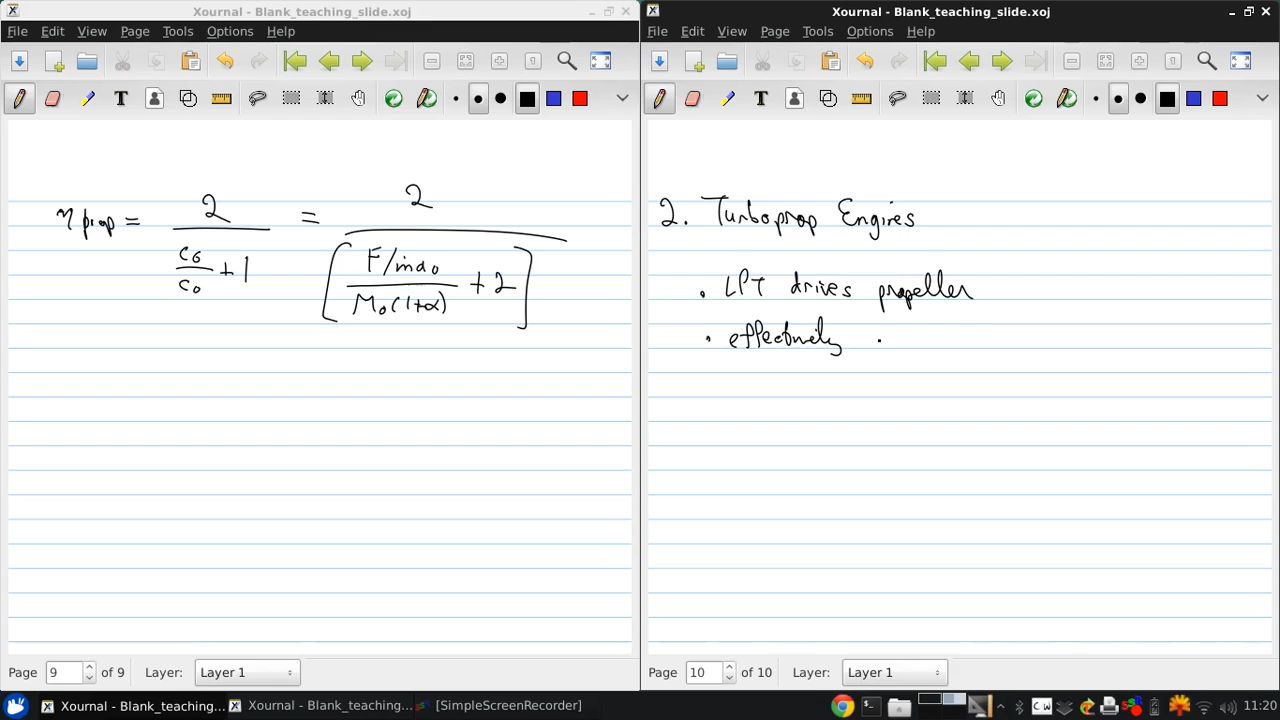 Xournal - Blank_teaching_slide.xoj
File Edit View Page Tools Options Help
η prop = 2 / (c6/c0 + 1) = 2 / [ (F/ṁa0) / (M0(1+α)) + 2 ]
Page 9 of 9 Layer: Layer 1
Xournal - Blank_teaching_slide.xoj
File Edit View Page Tools Options Help
2. Turboprop Engines
. LPT drives propeller
. effectively .
Page 10 of 10 Layer: Layer 1
Xournal - Blank_teaching... Xournal - Blank_teaching... [SimpleScreenRecorder] 11:20